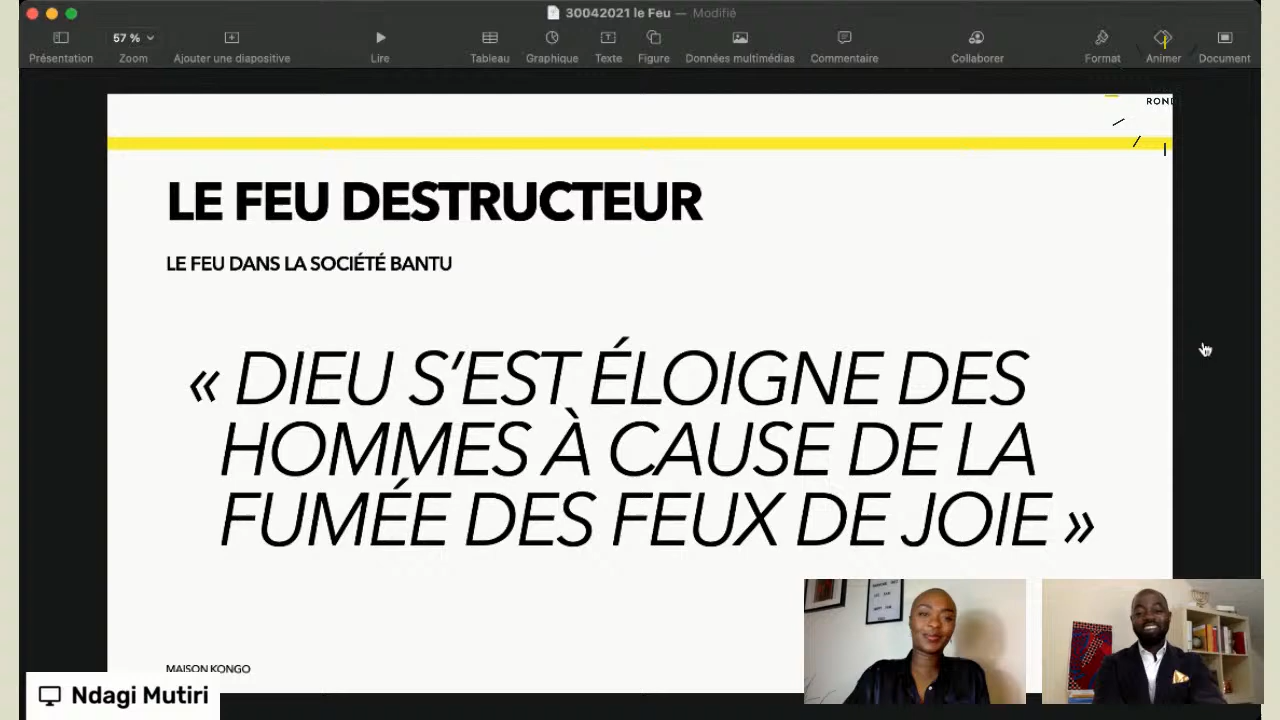 30042021 le Feu — Modifié
57 %
Présentation
Zoom
Ajouter une diapositive
Lire
Tableau
Graphique
Texte
Figure
Données multimédias
Commentaire
Collaborer
Format
Animer
Document
LE FEU DESTRUCTEUR
LE FEU DANS LA SOCIÉTÉ BANTU
« DIEU S’EST ÉLOIGNE DES
HOMMES À CAUSE DE LA
FUMÉE DES FEUX DE JOIE »
MAISON KONGO
Ndagi Mutiri